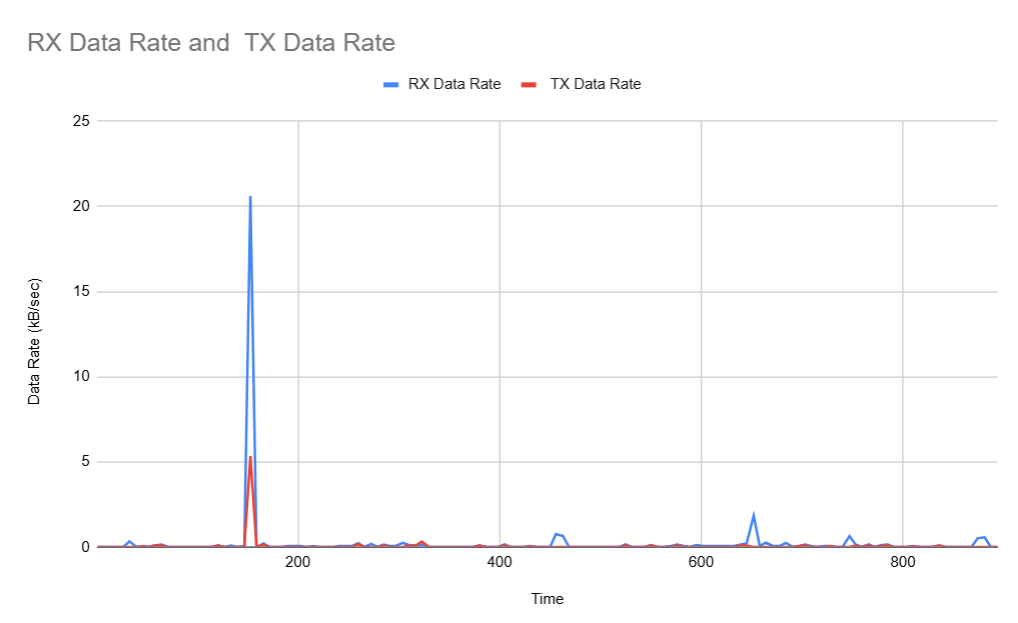 RX Data Rate and  TX Data Rate
RX Data Rate TX Data Rate
25
20
15
10
5
0
Data Rate (kB/sec)
200 400 600 800
Time